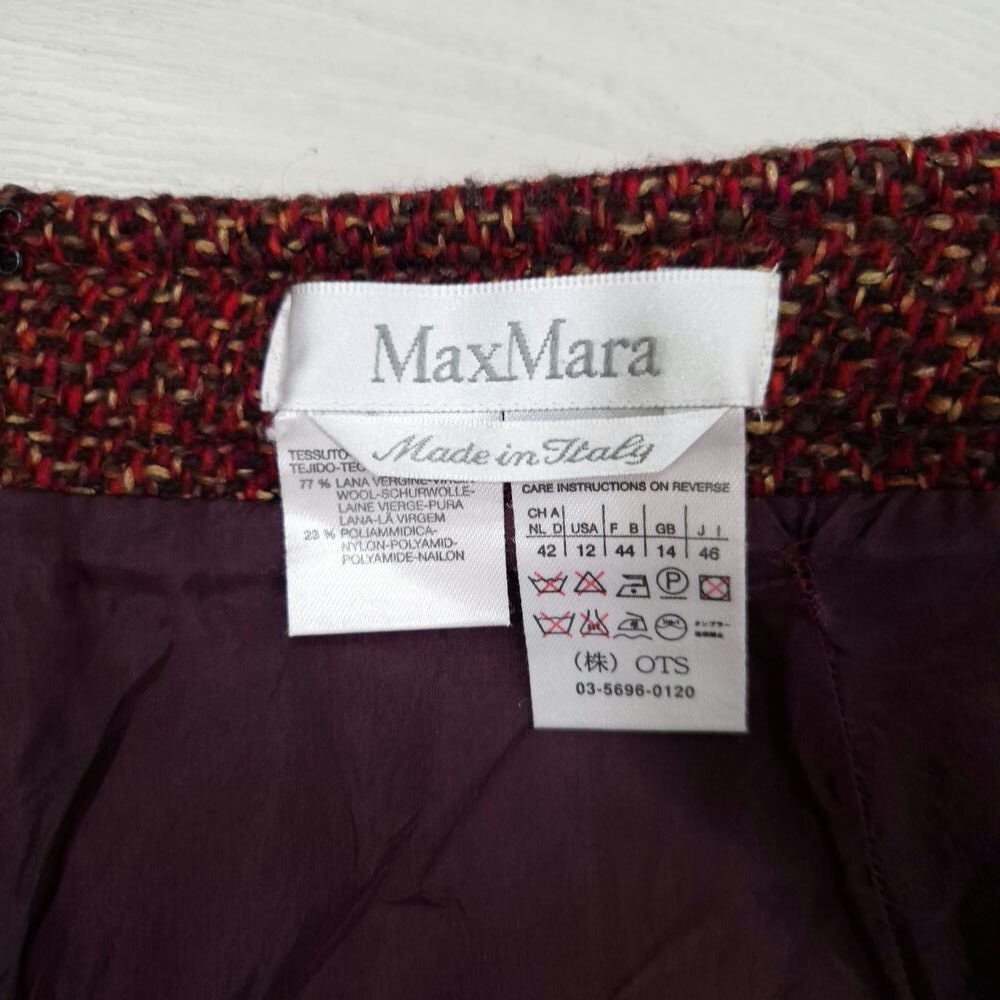 MaxMara
Made in Italy
TESSUTO
TEJIDO-TEC
77 % LANA VERGINE-VIRGIN
WOOL-SCHURWOLLE-
LAINE VIERGE-PURA
LANA-LÃ VIRGEM
23 % POLIAMMIDICA-
NYLON-POLYAMID-
POLYAMIDE-NAILON
CARE INSTRUCTIONS ON REVERSE
CH A
NL D USA F B GB J I
42 12 44 14 46
P
(株) OTS
03-5696-0120